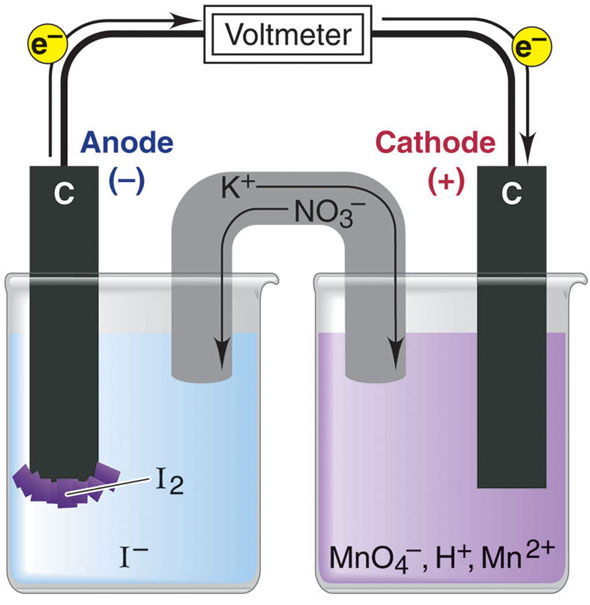 e⁻ Voltmeter e⁻
Anode
(–)
Cathode
(+)
C
K⁺
NO₃⁻
C
I₂
I⁻
MnO₄⁻, H⁺, Mn²⁺